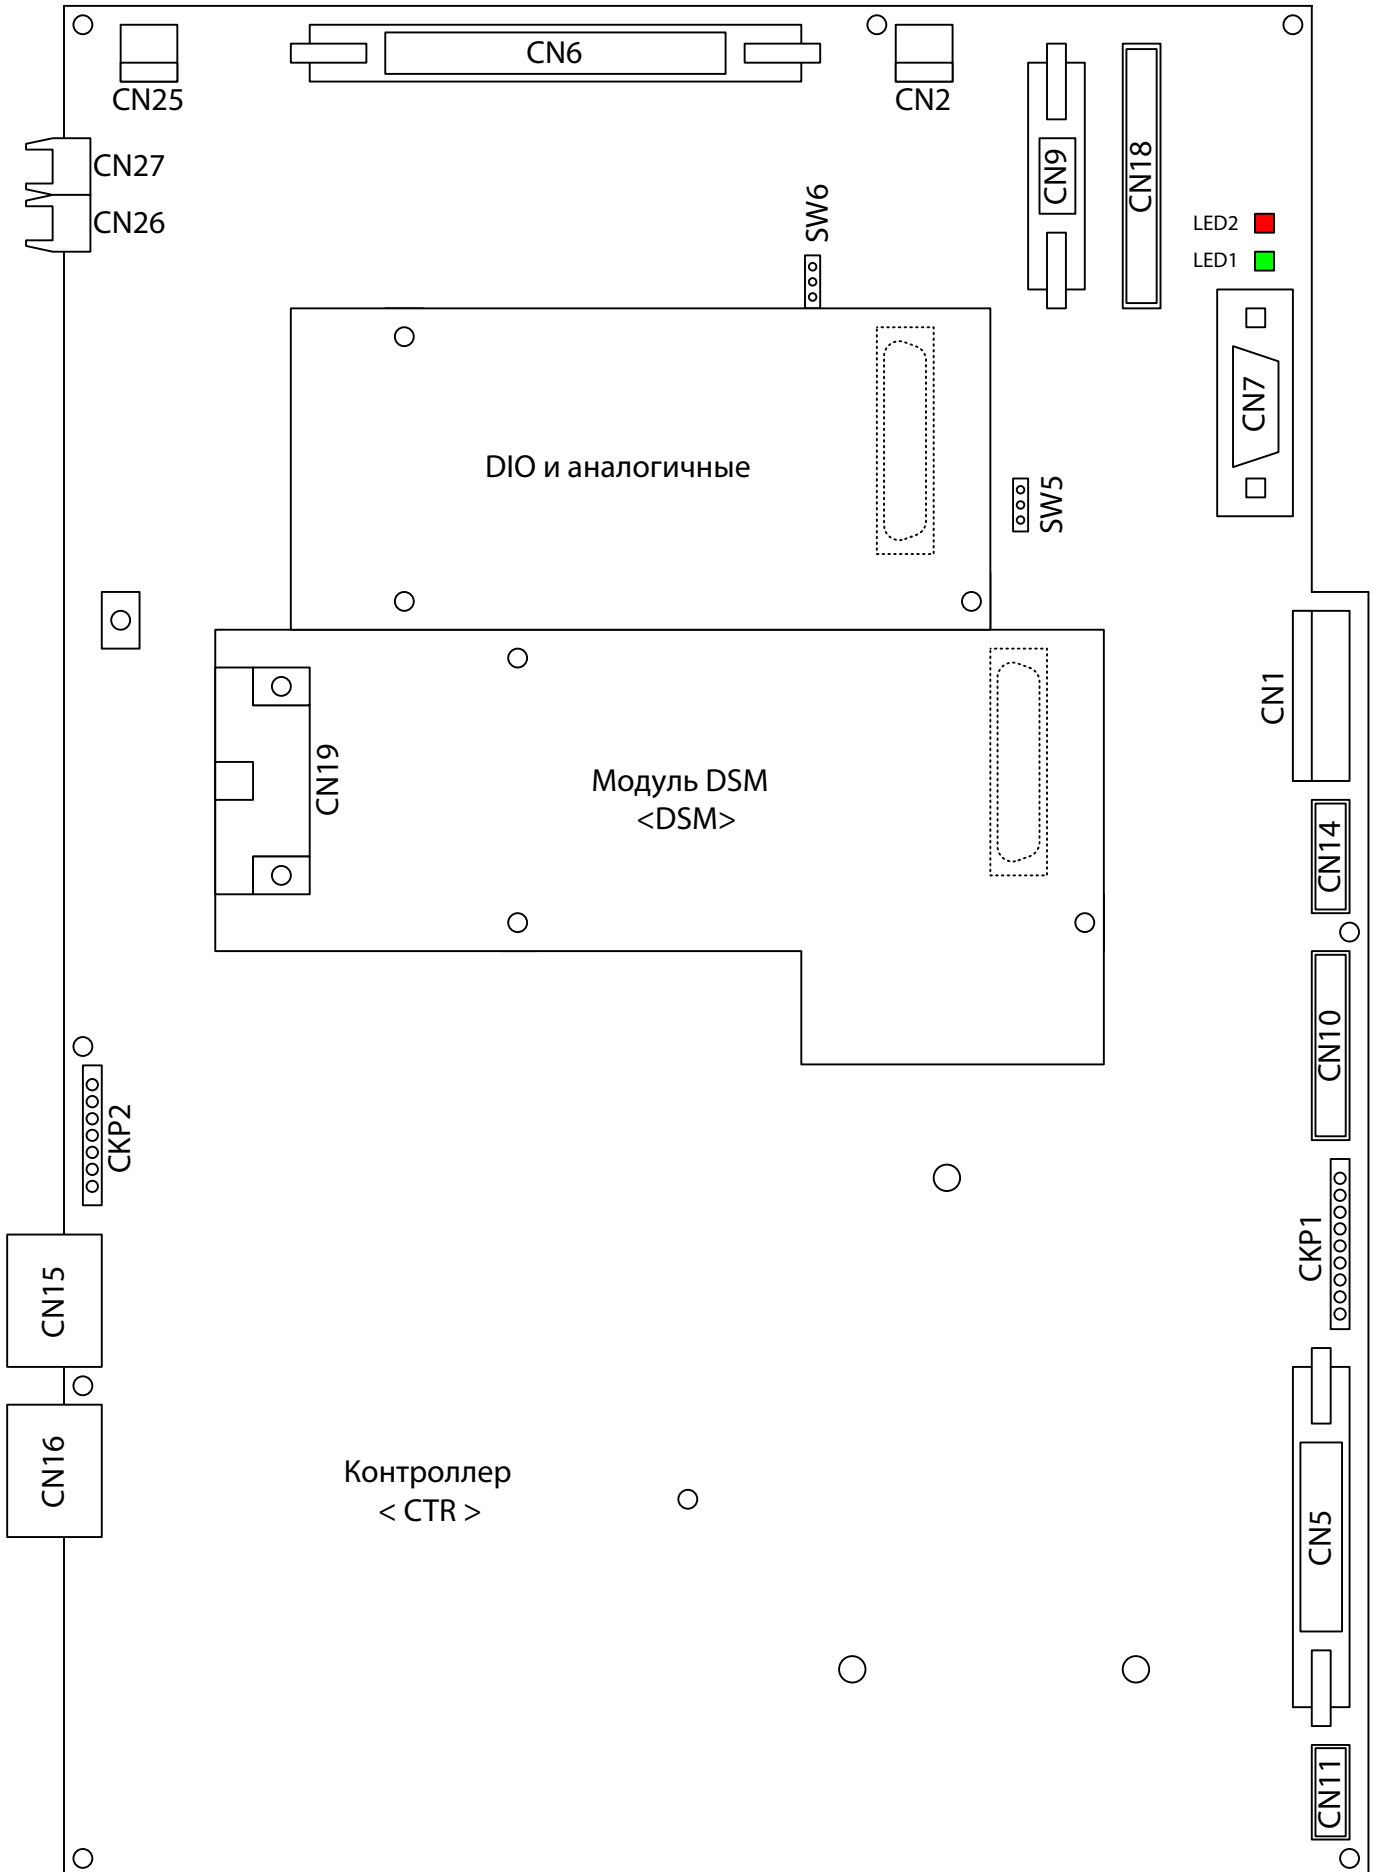 CN6
CN25
CN2
CN27
CN26
CN9
CN18
SW6
LED2
LED1
CN7
DIO и аналогичные
SW5
CN1
CN19
Модуль DSM
<DSM>
CN14
CN10
CKP2
CKP1
CN15
CN16
Контроллер
< CTR >
CN5
CN11